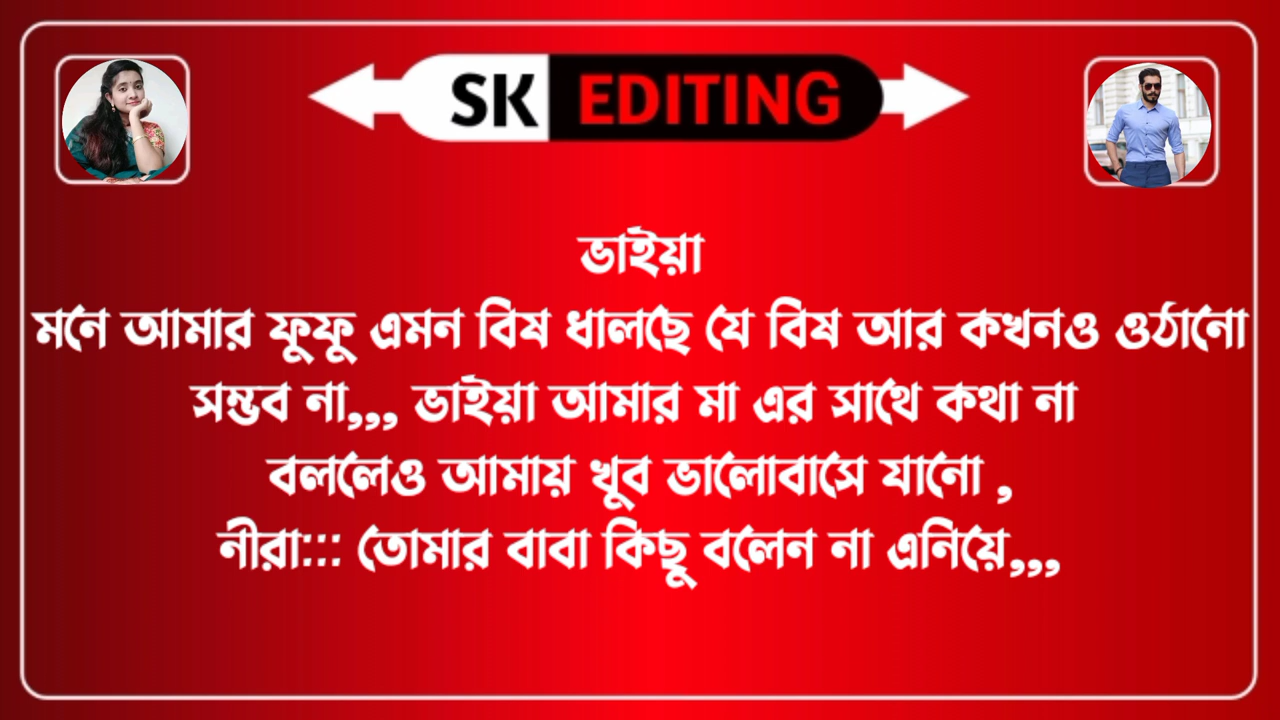 SK EDITING
ভাইয়া
মনে আমার ফুফু এমন বিষ ধালছে যে বিষ আর কখনও ওঠানো
সম্ভব না,,, ভাইয়া আমার মা এর সাথে কথা না
বললেও আমায় খুব ভালোবাসে যানো ,
নীরা::: তোমার বাবা কিছু বলেন না এনিয়ে,,,